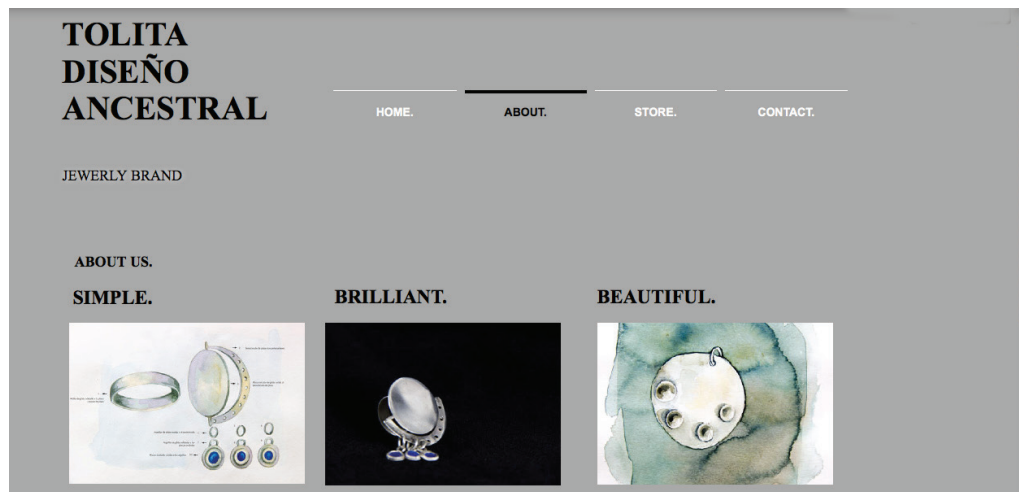 TOLITA
DISEÑO
ANCESTRAL
HOME. ABOUT. STORE. CONTACT.
JEWERLY BRAND
ABOUT US.
SIMPLE. BRILLIANT. BEAUTIFUL.